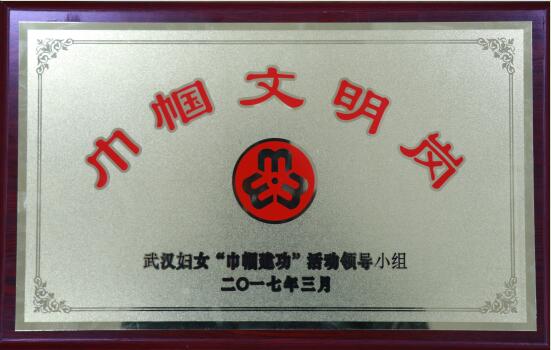 巾帼文明岗
武汉妇女“巾帼建功”活动领导小组
二〇一七年三月